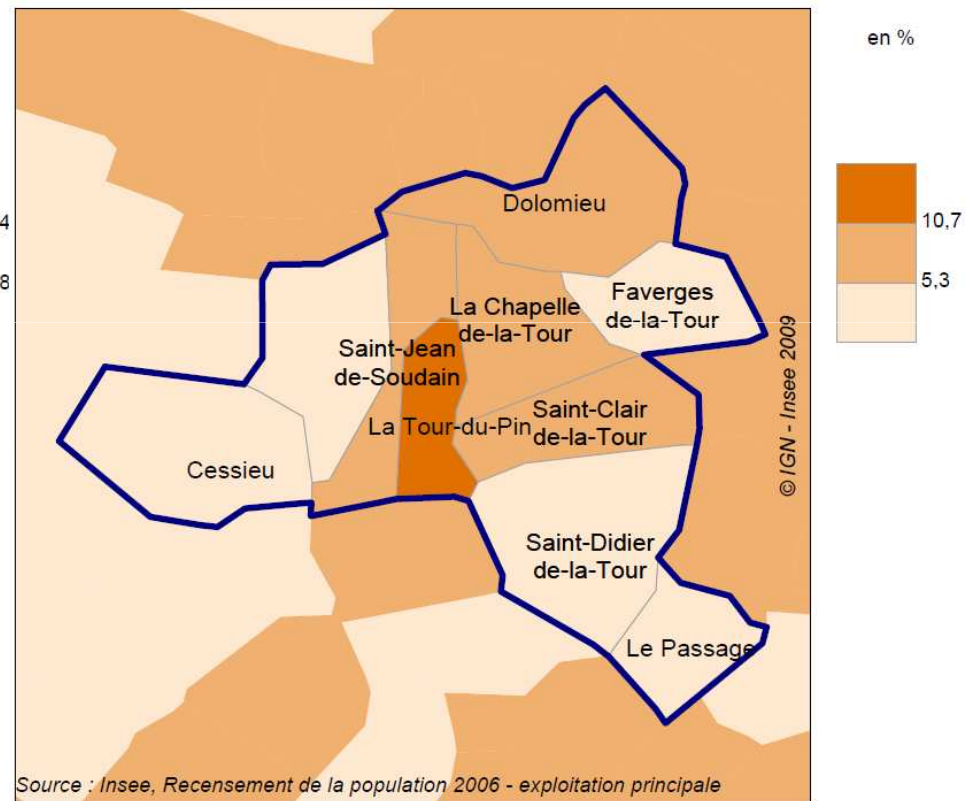 en %
10,7
5,3
4
8
Dolomieu
La Chapelle
de-la-Tour
Faverges
de-la-Tour
Saint-Jean
de-Soudain
La Tour-du-Pin
Saint-Clair
de-la-Tour
Cessieu
Saint-Didier
de-la-Tour
Le Passage
© IGN - Insee 2009
Source : Insee, Recensement de la population 2006 - exploitation principale